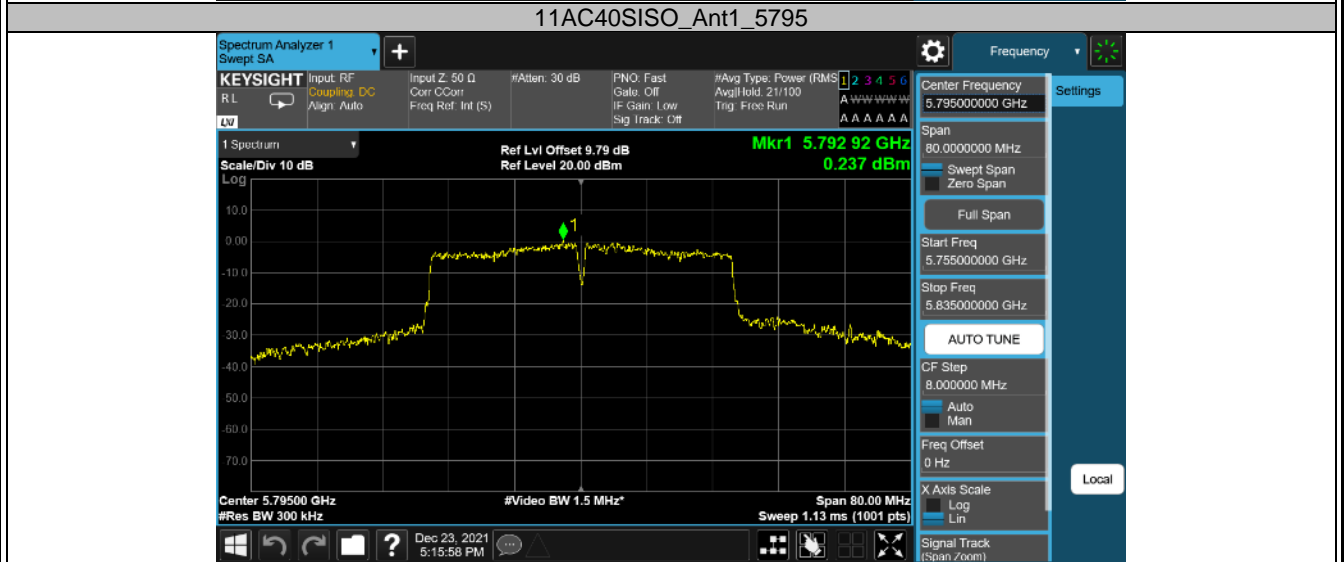 11AC40SISO_Ant1_5795
Spectrum Analyzer 1
Swept SA
+
Frequency
KEYSIGHT
R L
LXI
Input: RF
Coupling: DC
Align: Auto
Input Z: 50 Ω
Corr CCorr
Freq Ref: Int (S)
#Atten: 30 dB
PNO: Fast
Gate: Off
IF Gain: Low
Sig Track: Off
#Avg Type: Power (RMS
Avg|Hold: 21/100
Trig: Free Run
1 2 3 4 5 6
A W W W W W
A A A A A A
1 Spectrum
Scale/Div 10 dB
Log
Ref Lvl Offset 9.79 dB
Ref Level 20.00 dBm
Mkr1 5.792 92 GHz
0.237 dBm
10.0
0.00
-10.0
-20.0
-30.0
-40.0
-50.0
-60.0
-70.0
1
Center 5.79500 GHz
#Res BW 300 kHz
#Video BW 1.5 MHz*
Span 80.00 MHz
Sweep 1.13 ms (1001 pts)
Center Frequency
5.795000000 GHz
Settings
Span
80.0000000 MHz
Swept Span
Zero Span
Full Span
Start Freq
5.755000000 GHz
Stop Freq
5.835000000 GHz
AUTO TUNE
CF Step
8.000000 MHz
Auto
Man
Freq Offset
0 Hz
X Axis Scale
Log
Lin
Local
Signal Track
(Span Zoom)
?
Dec 23, 2021
5:15:58 PM